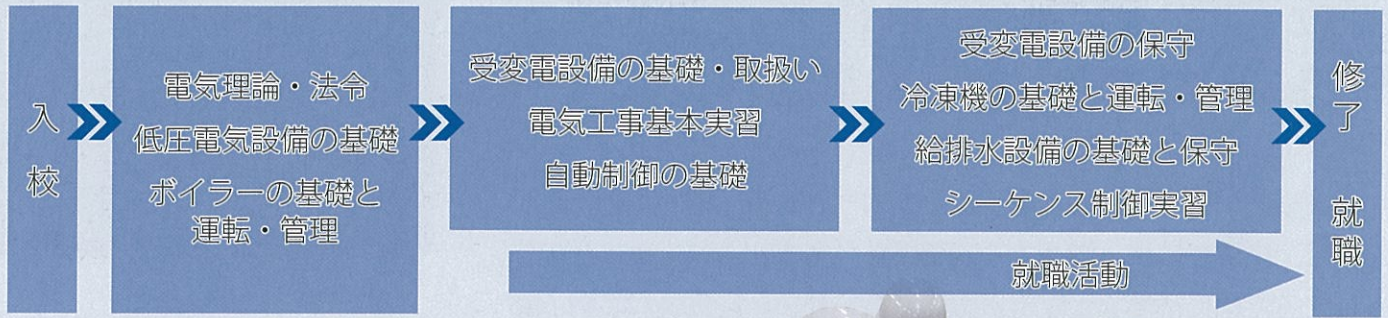 入校
電気理論・法令
低圧電気設備の基礎
ボイラーの基礎と
運転・管理
受変電設備の基礎・取扱い
電気工事基本実習
自動制御の基礎
受変電設備の保守
冷凍機の基礎と運転・管理
給排水設備の基礎と保守
シーケンス制御実習
就職活動
修了 就職